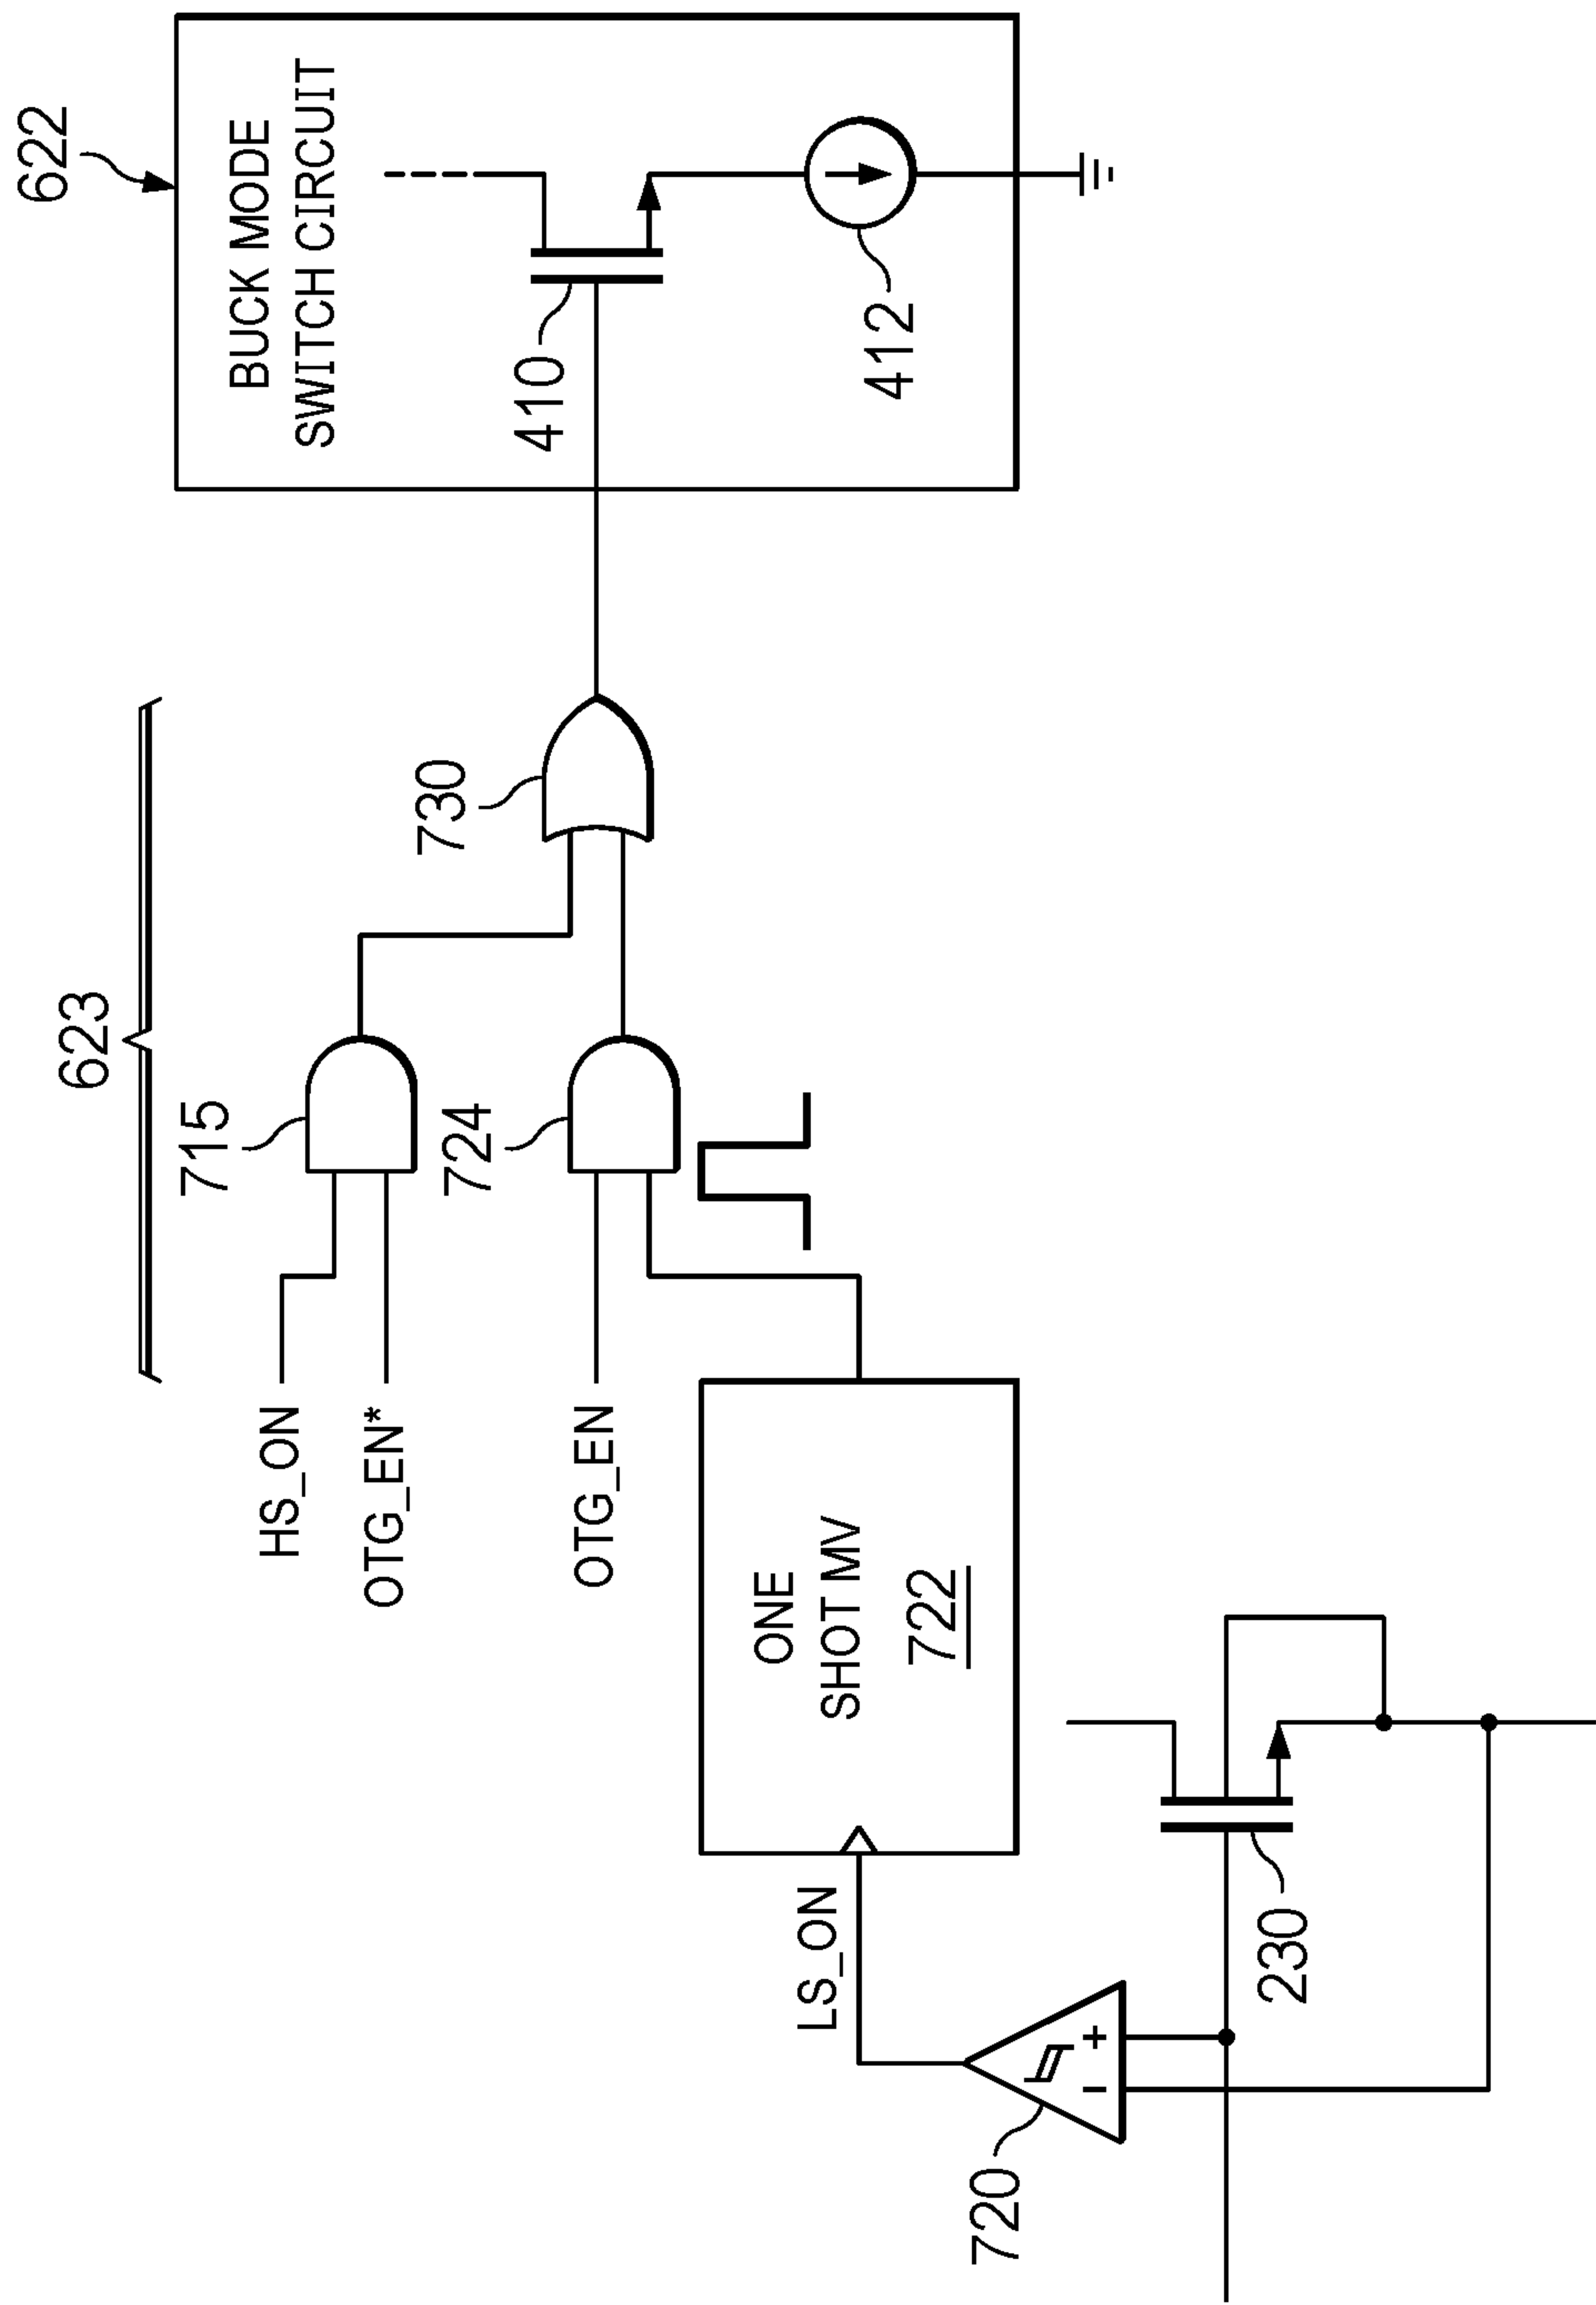 623
622
BUCK MODE
SWITCH CIRCUIT
HS_ON
OTG_EN*
715
730
410
OTG_EN
724
412
ONE
SHOT MV
722
LS_ON
720
+
−
230